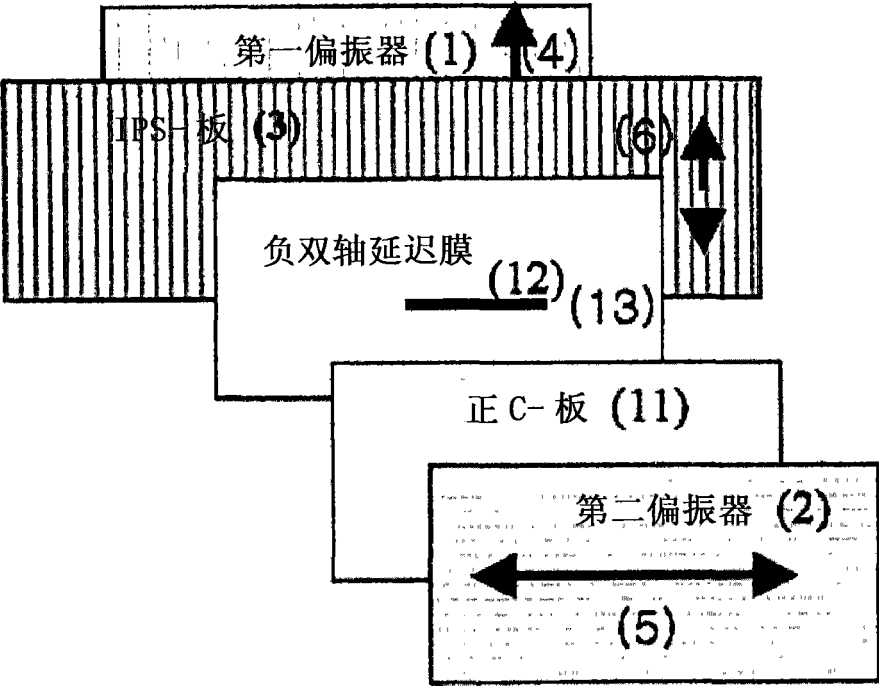 第一偏振器 (1) (4)
IPS-板 (3) (6)
负双轴延迟膜
(12) (13)
正C-板 (11)
第二偏振器 (2)
(5)